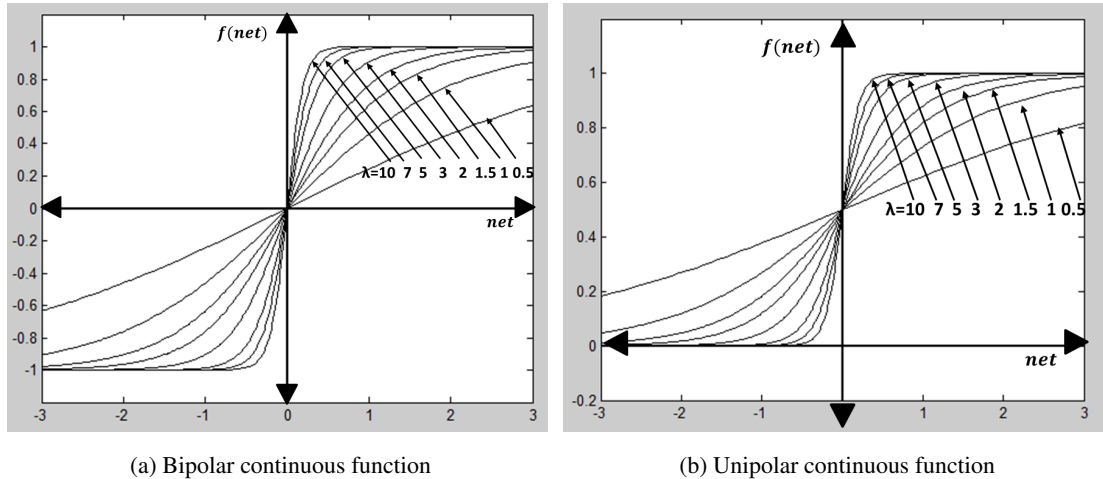 f(net)
1
0.8
0.6
0.4
0.2
0
-0.2
-0.4
-0.6
-0.8
-1
λ=10 7 5 3 2 1.5 1 0.5
net
-3 -2 -1 0 1 2 3
(a) Bipolar continuous function
f(net)
1
0.8
0.6
0.4
0.2
0
-0.2
λ=10 7 5 3 2 1.5 1 0.5
net
-3 -2 -1 1 2 3
(b) Unipolar continuous function